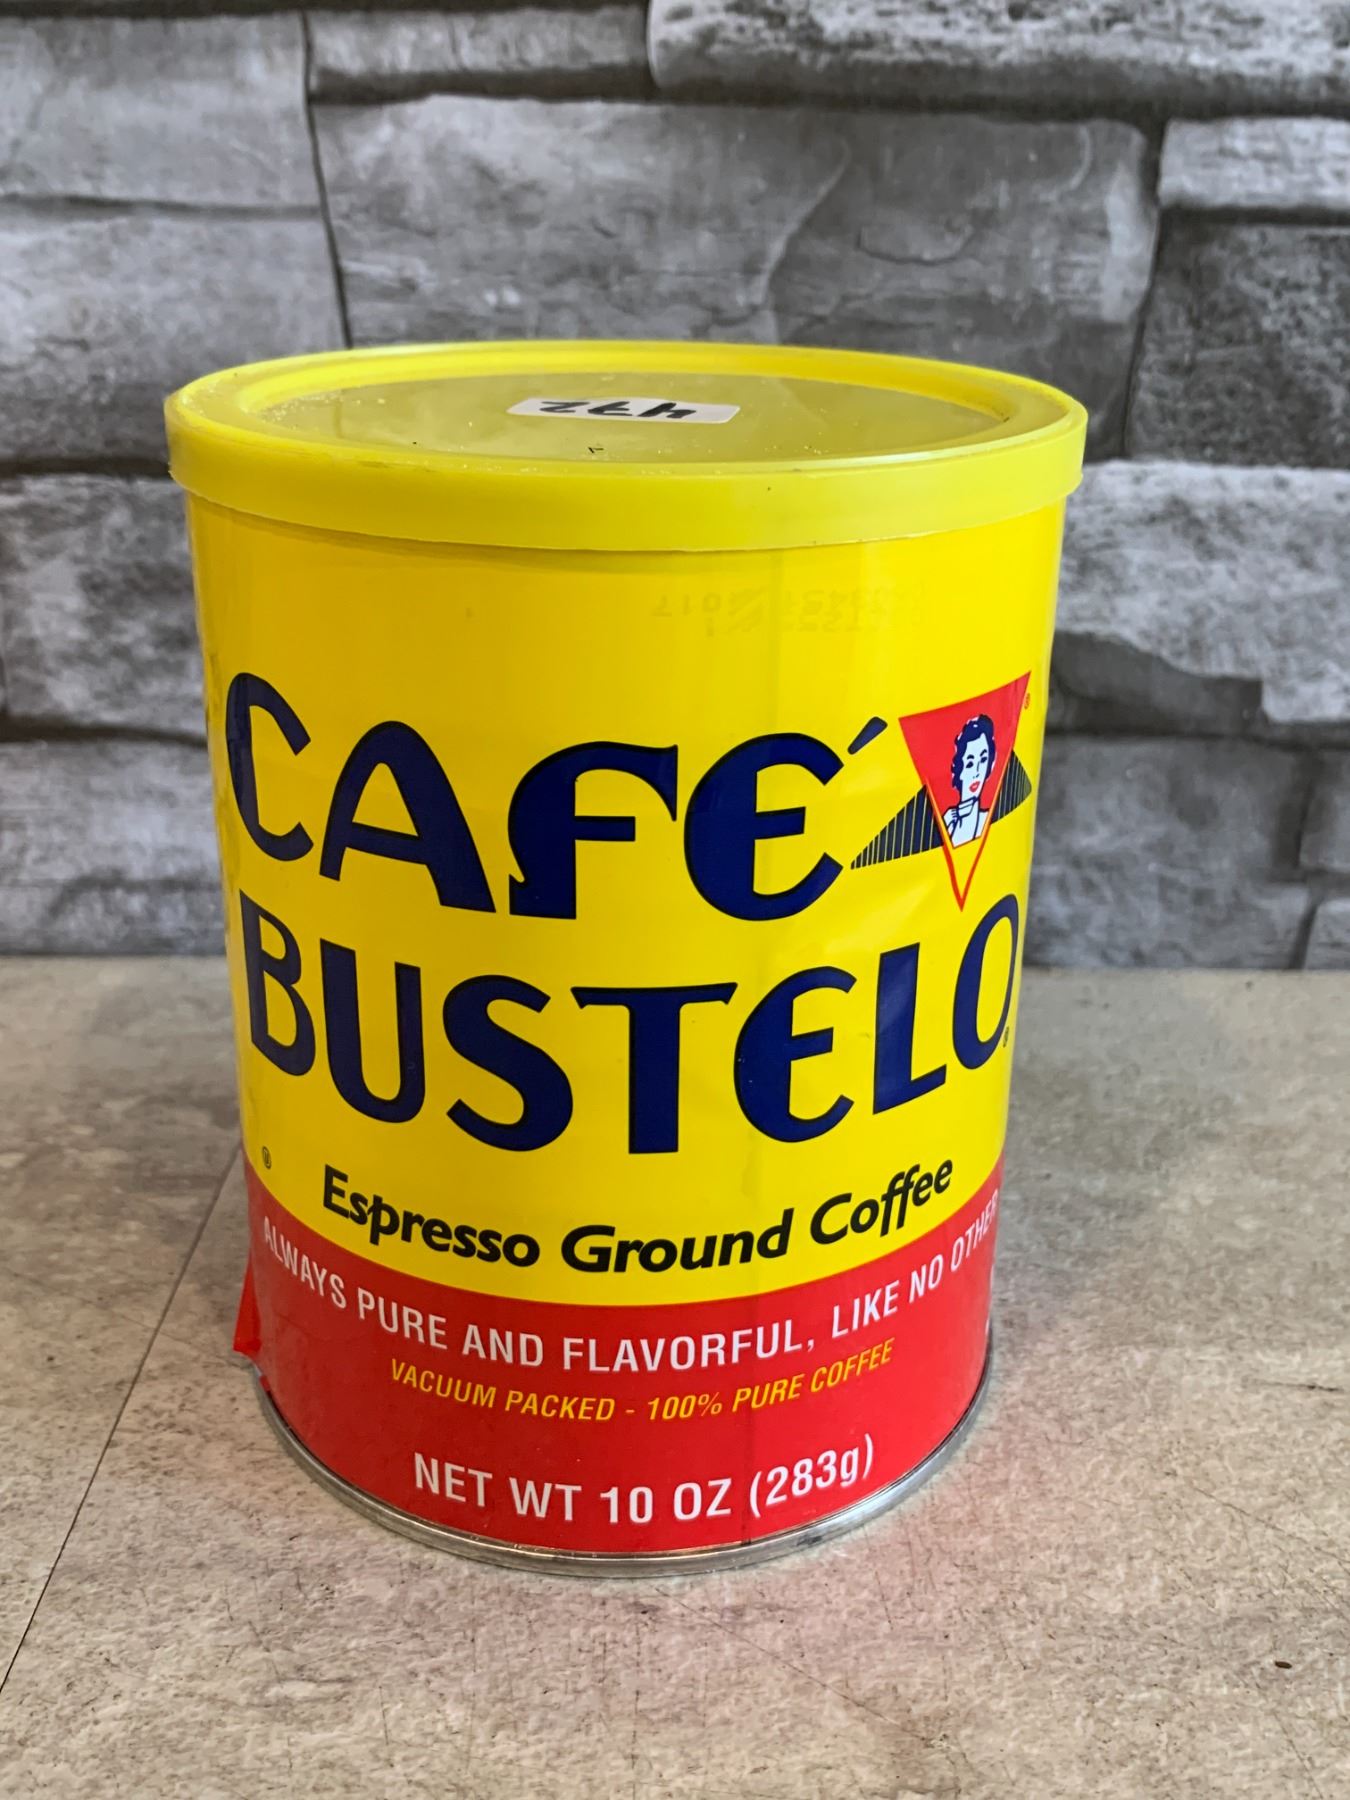 472
CAFÉ
BUSTELO
®
Ⓤ
Espresso Ground Coffee
ALWAYS PURE AND FLAVORFUL, LIKE NO OTHER
VACUUM PACKED - 100% PURE COFFEE
NET WT 10 OZ (283g)